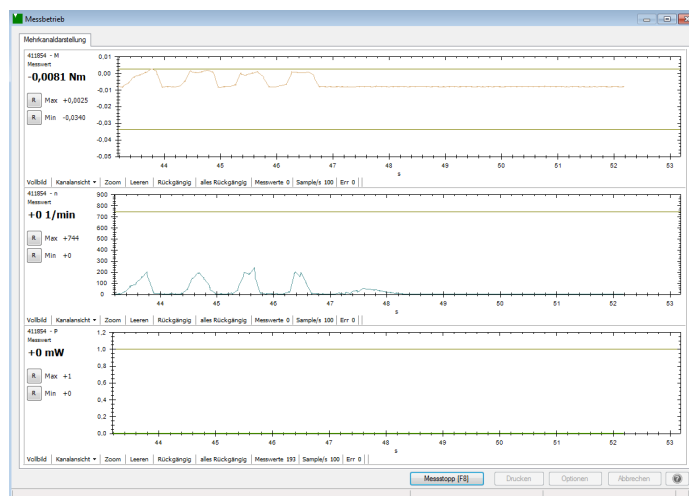 Messbetrieb
Mehrkanaldarstellung
411854 - M
Messwert
-0,0081 Nm
R Max +0,0025
R Min -0,0340
0,01
0,00
-0,01
-0,02
-0,03
-0,04
-0,05
44 45 46 47 48 49 50 51 52 53
s
Vollbild Kanalansicht Zoom Leeren Rückgängig alles Rückgängig Messwerte 0 Sample/s 100 Err 0
411854 - n
Messwert
+0 1/min
R Max +744
R Min +0
900
800
700
600
500
400
300
200
100
0
44 45 46 47 48 49 50 51 52 53
s
Vollbild Kanalansicht Zoom Leeren Rückgängig alles Rückgängig Messwerte 0 Sample/s 100 Err 0
411854 - P
Messwert
+0 mW
R Max +1
R Min +0
1,2
1,0
0,8
0,6
0,4
0,2
0,0
44 45 46 47 48 49 50 51 52 53
s
Vollbild Kanalansicht Zoom Leeren Rückgängig alles Rückgängig Messwerte 193 Sample/s 100 Err 0
Messstopp [F8] Drucken Optionen Abbrechen ?